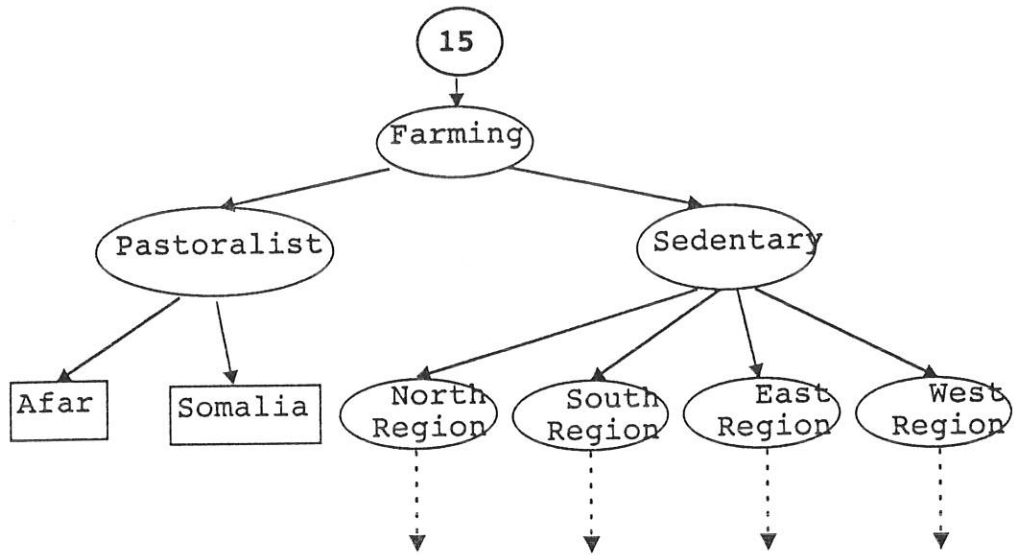 15
Farming
Pastoralist
Sedentary
Afar
Somalia
North
Region
South
Region
East
Region
West
Region